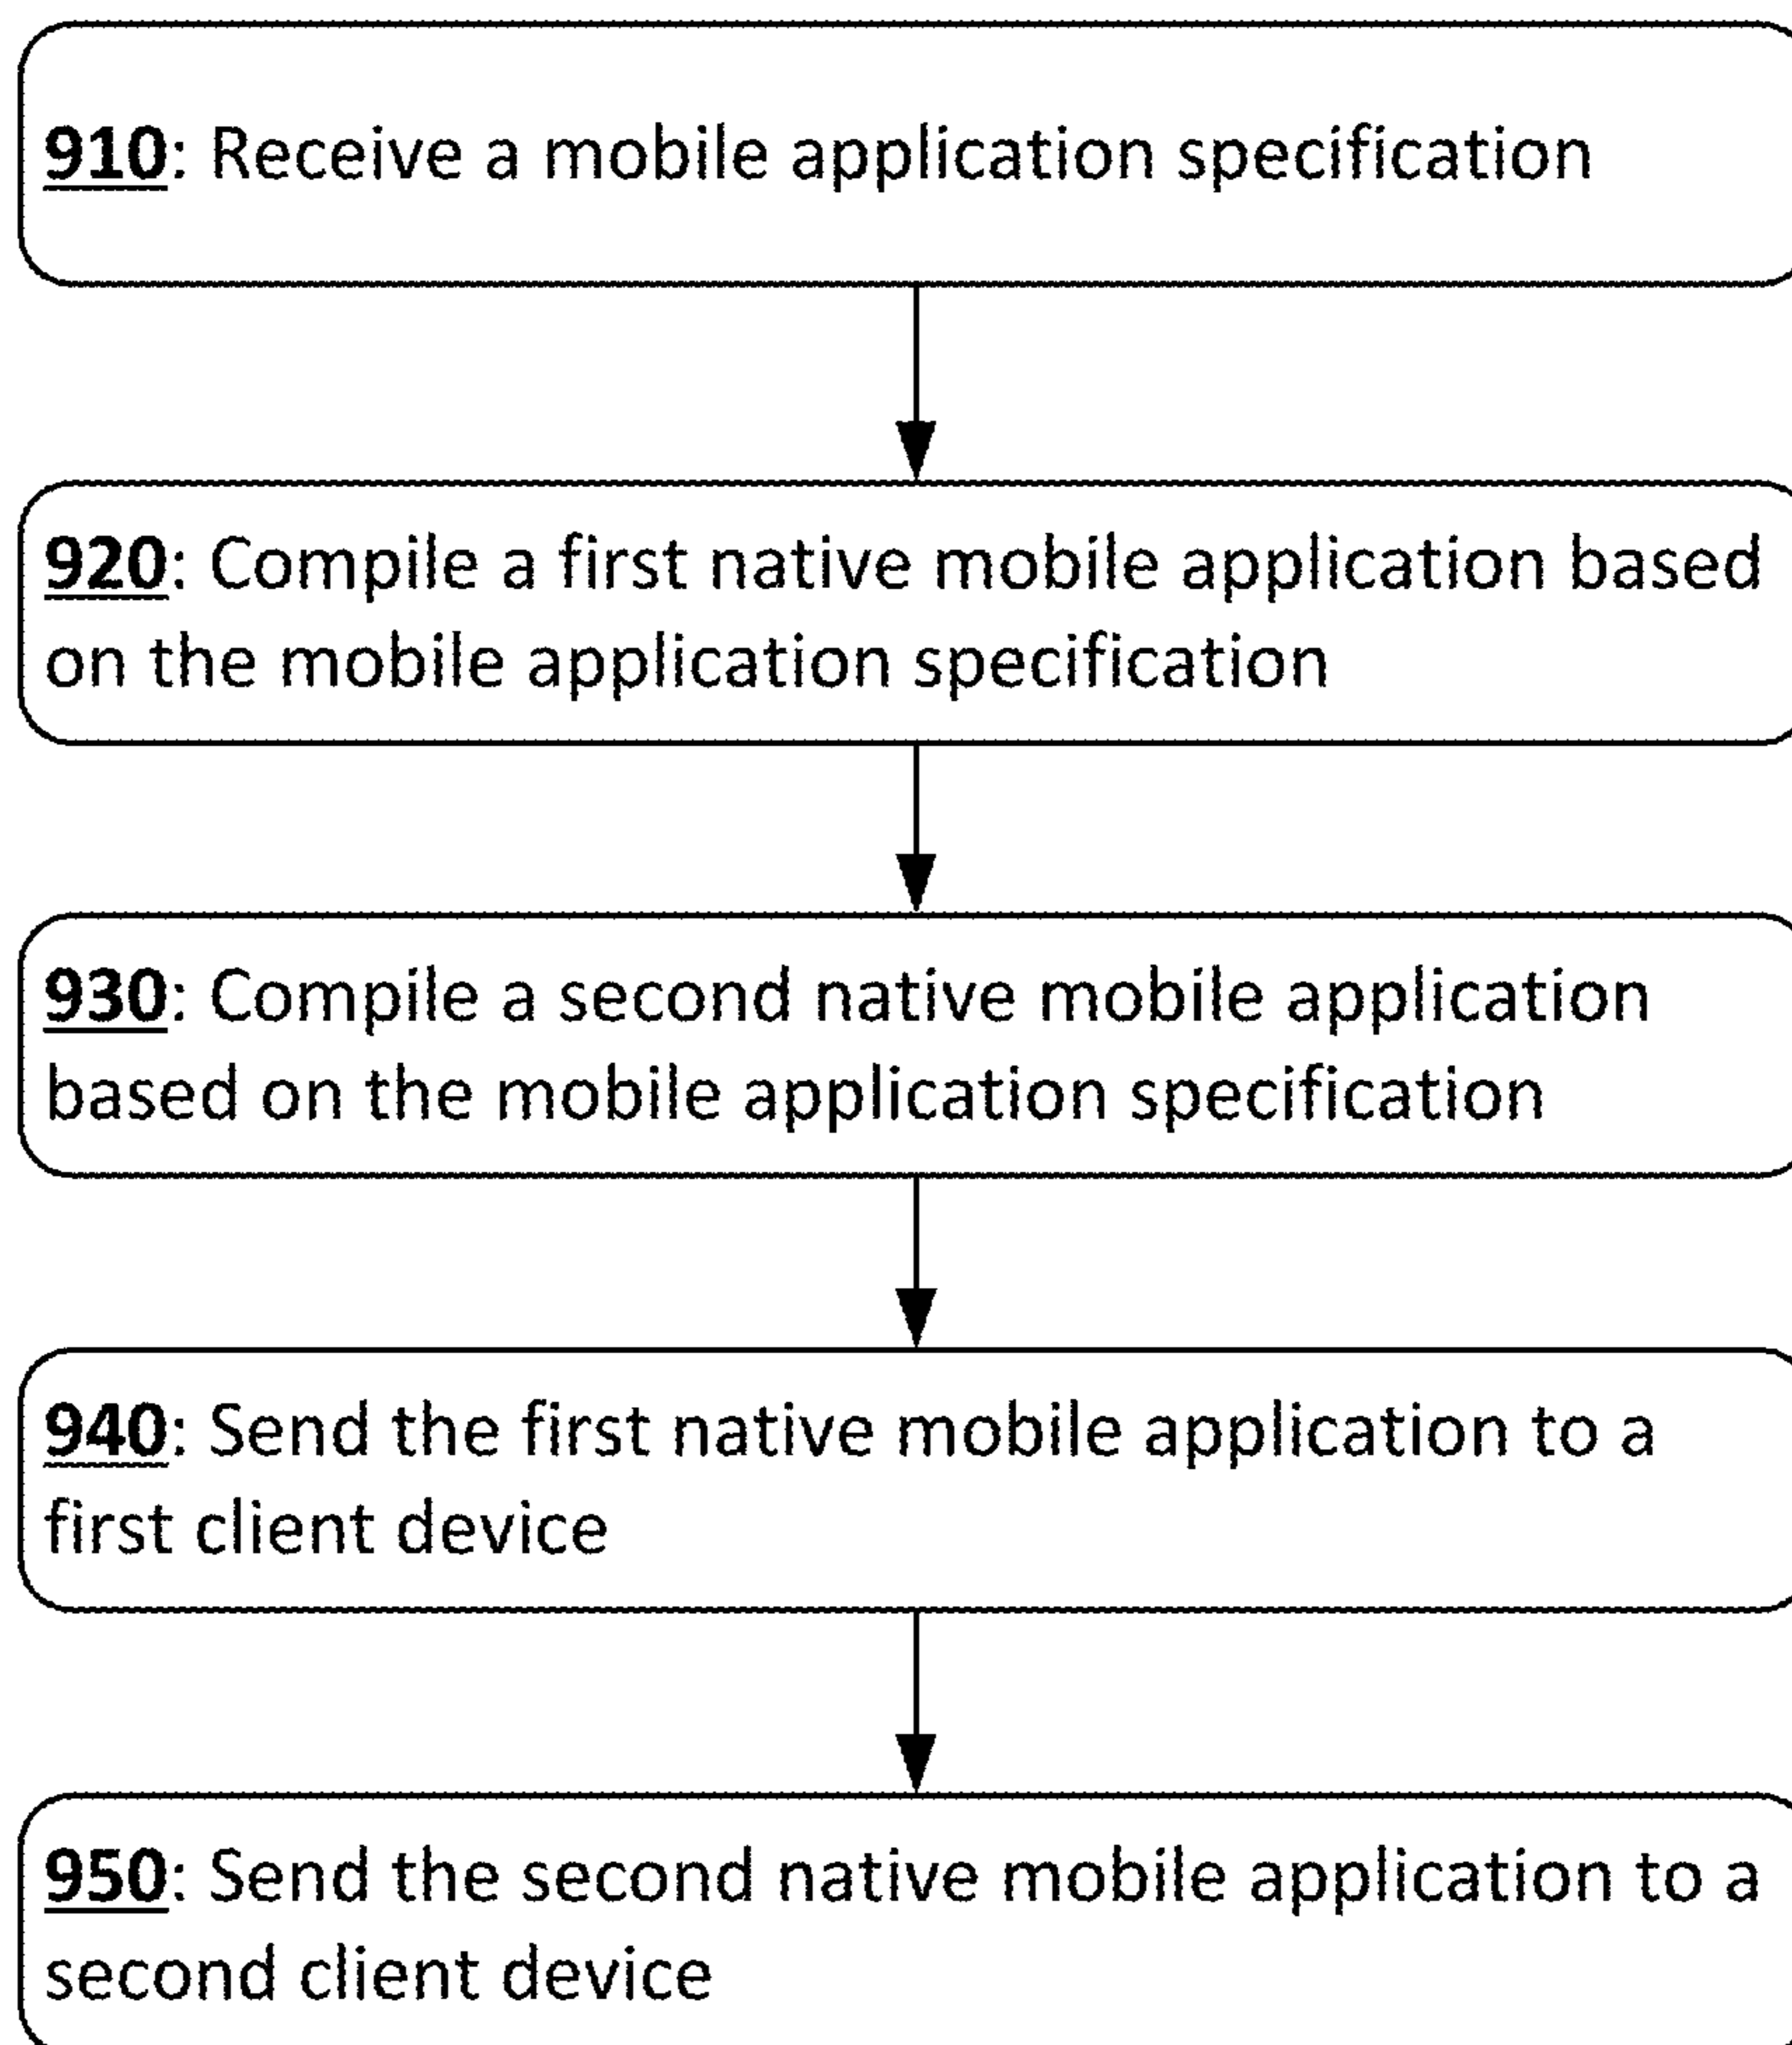 910: Receive a mobile application specification
920: Compile a first native mobile application based
on the mobile application specification
930: Compile a second native mobile application
based on the mobile application specification
940: Send the first native mobile application to a
first client device
950: Send the second native mobile application to a
second client device